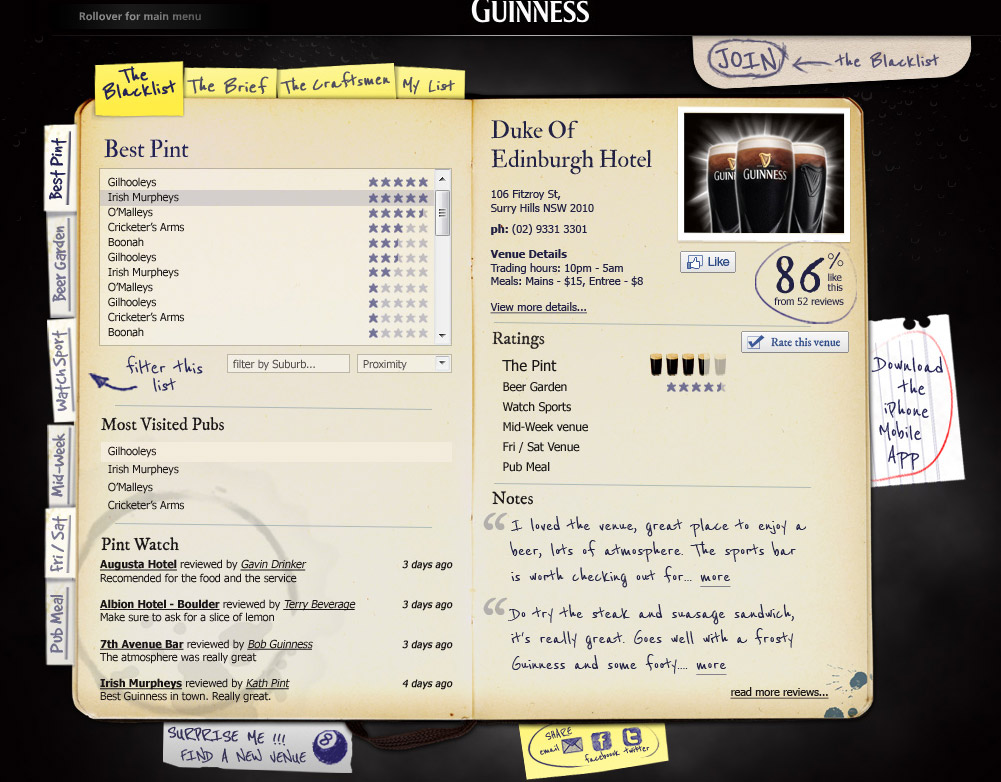 Rollover for main menu
GUINNESS
JOIN the Blacklist
The Blacklist
The Brief
The Craftsmen
My List
Best Pint
Beer Garden
Watch Sport
Mid-Week
Fri / Sat
Pub Meal
Best Pint
Gilhooleys
Irish Murpheys
O'Malleys
Cricketer's Arms
Boonah
Gilhooleys
Irish Murpheys
O'Malleys
Gilhooleys
Cricketer's Arms
Boonah
filter this
list
filter by Suburb...
Proximity
Most Visited Pubs
Gilhooleys
Irish Murpheys
O'Malleys
Cricketer's Arms
Pint Watch
Augusta Hotel reviewed by Gavin Drinker 3 days ago
Recomended for the food and the service
Albion Hotel - Boulder reviewed by Terry Beverage 3 days ago
Make sure to ask for a slice of lemon
7th Avenue Bar reviewed by Bob Guinness 3 days ago
The atmosphere was really great
Irish Murpheys reviewed by Kath Pint 4 days ago
Best Guinness in town. Really great.
Duke Of
Edinburgh Hotel
106 Fitzroy St,
Surry Hills NSW 2010
ph: (02) 9331 3301
Venue Details
Trading hours: 10pm - 5am
Meals: Mains - $15, Entree - $8
View more details...
GUIN GUINNESS
Like
86% like this
from 52 reviews
Ratings
Rate this venue
The Pint
Beer Garden
Watch Sports
Mid-Week venue
Fri / Sat Venue
Pub Meal
Notes
“ I loved the venue, great place to enjoy a
beer, lots of atmosphere. The sports bar
is worth checking out for... more
“ Do try the steak and suasage sandwich,
it's really great. Goes well with a frosty
Guinness and some footy.... more
read more reviews...
Download
the
iPhone
Mobile
App
SURPRISE ME !!!
FIND A NEW VENUE
8
SHARE
email facebook twitter